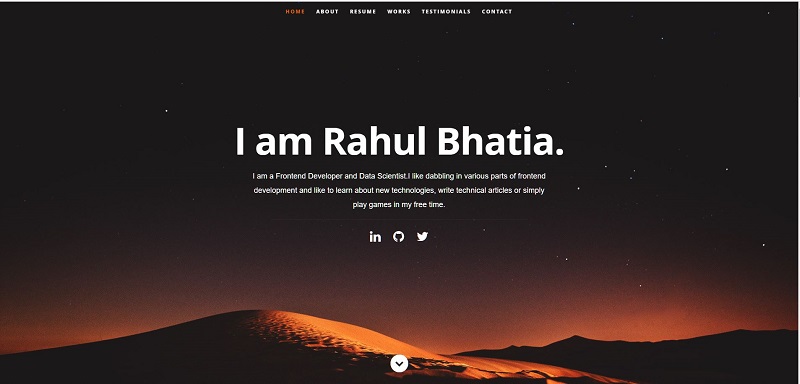 HOME ABOUT RESUME WORKS TESTIMONIALS CONTACT
I am Rahul Bhatia.
I am a Frontend Developer and Data Scientist.I like dabbling in various parts of frontend
development and like to learn about new technologies, write technical articles or simply
play games in my free time.
in